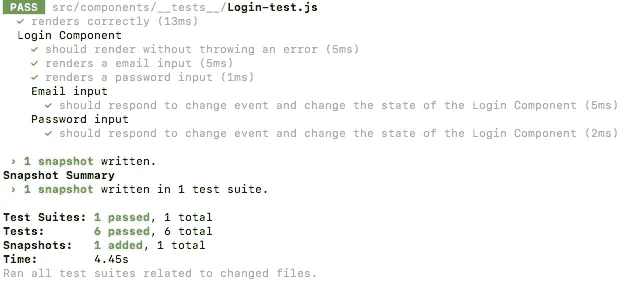 PASS src/components/__tests__/Login-test.js
✓ renders correctly (13ms)
Login Component
✓ should render without throwing an error (5ms)
✓ renders a email input (5ms)
✓ renders a password input (1ms)
Email input
✓ should respond to change event and change the state of the Login Component (5ms)
Password input
✓ should respond to change event and change the state of the Login Component (2ms)
› 1 snapshot written.
Snapshot Summary
› 1 snapshot written in 1 test suite.
Test Suites: 1 passed, 1 total
Tests: 6 passed, 6 total
Snapshots: 1 added, 1 total
Time: 4.45s
Ran all test suites related to changed files.